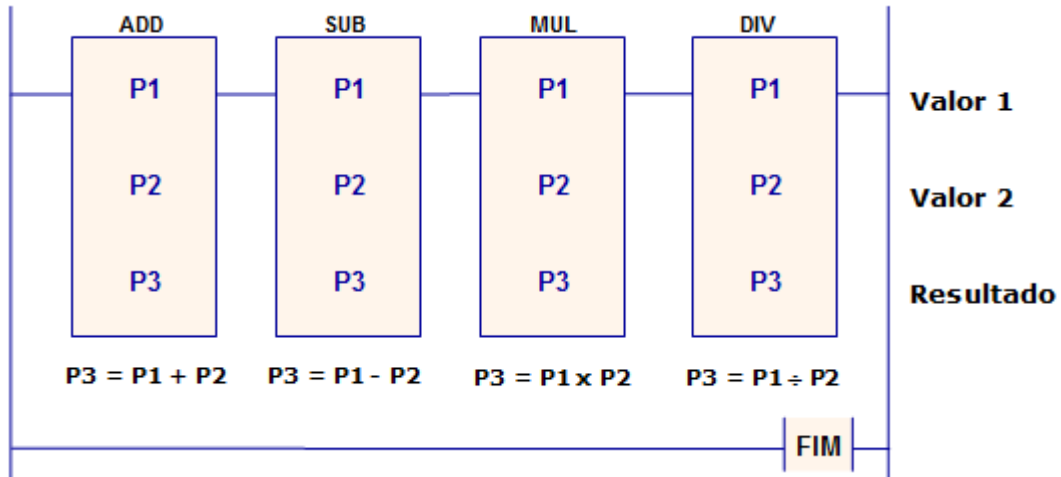 ADD SUB MUL DIV
P1 P1 P1 P1 Valor 1
P2 P2 P2 P2 Valor 2
P3 P3 P3 P3 Resultado
P3 = P1 + P2 P3 = P1 - P2 P3 = P1 x P2 P3 = P1 ÷ P2
FIM